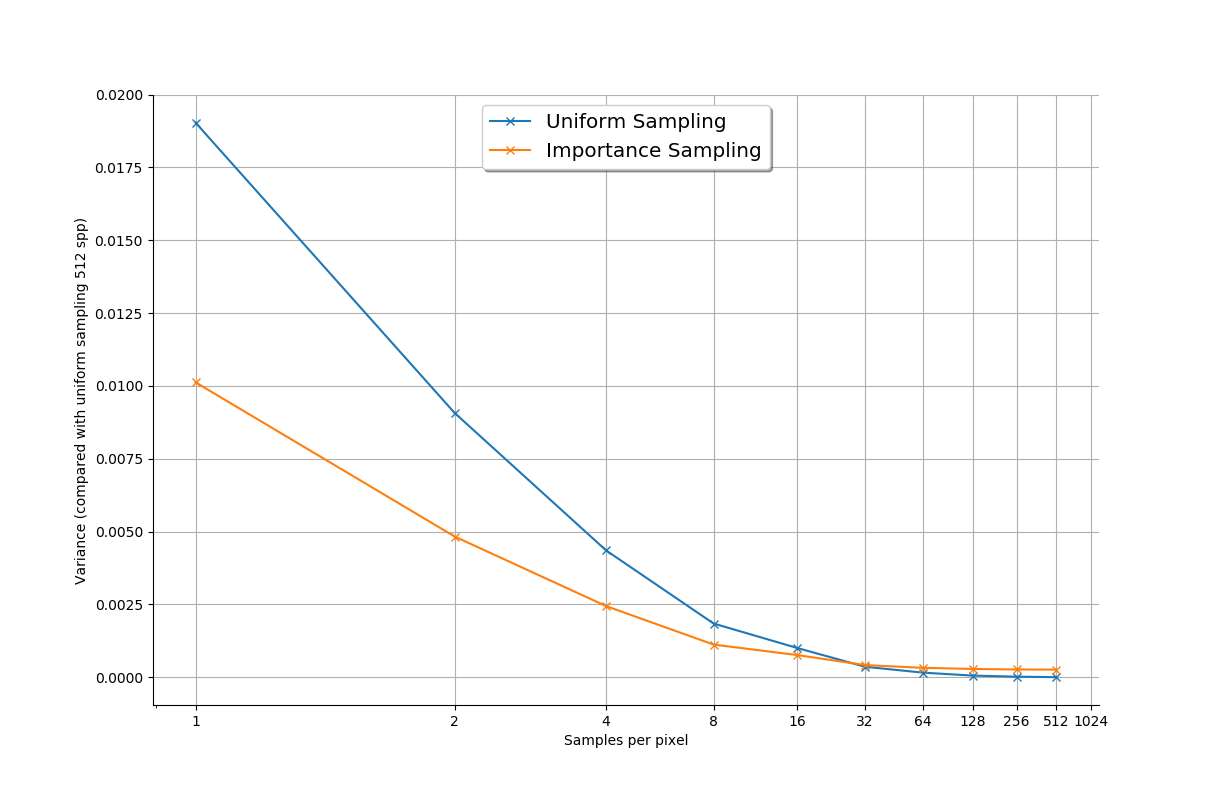 Uniform Sampling
Importance Sampling
0.0200
0.0175
0.0150
0.0125
0.0100
0.0075
0.0050
0.0025
0.0000
Variance (compared with uniform sampling 512 spp)
1 2 4 8 16 32 64 128 256 512 1024
Samples per pixel